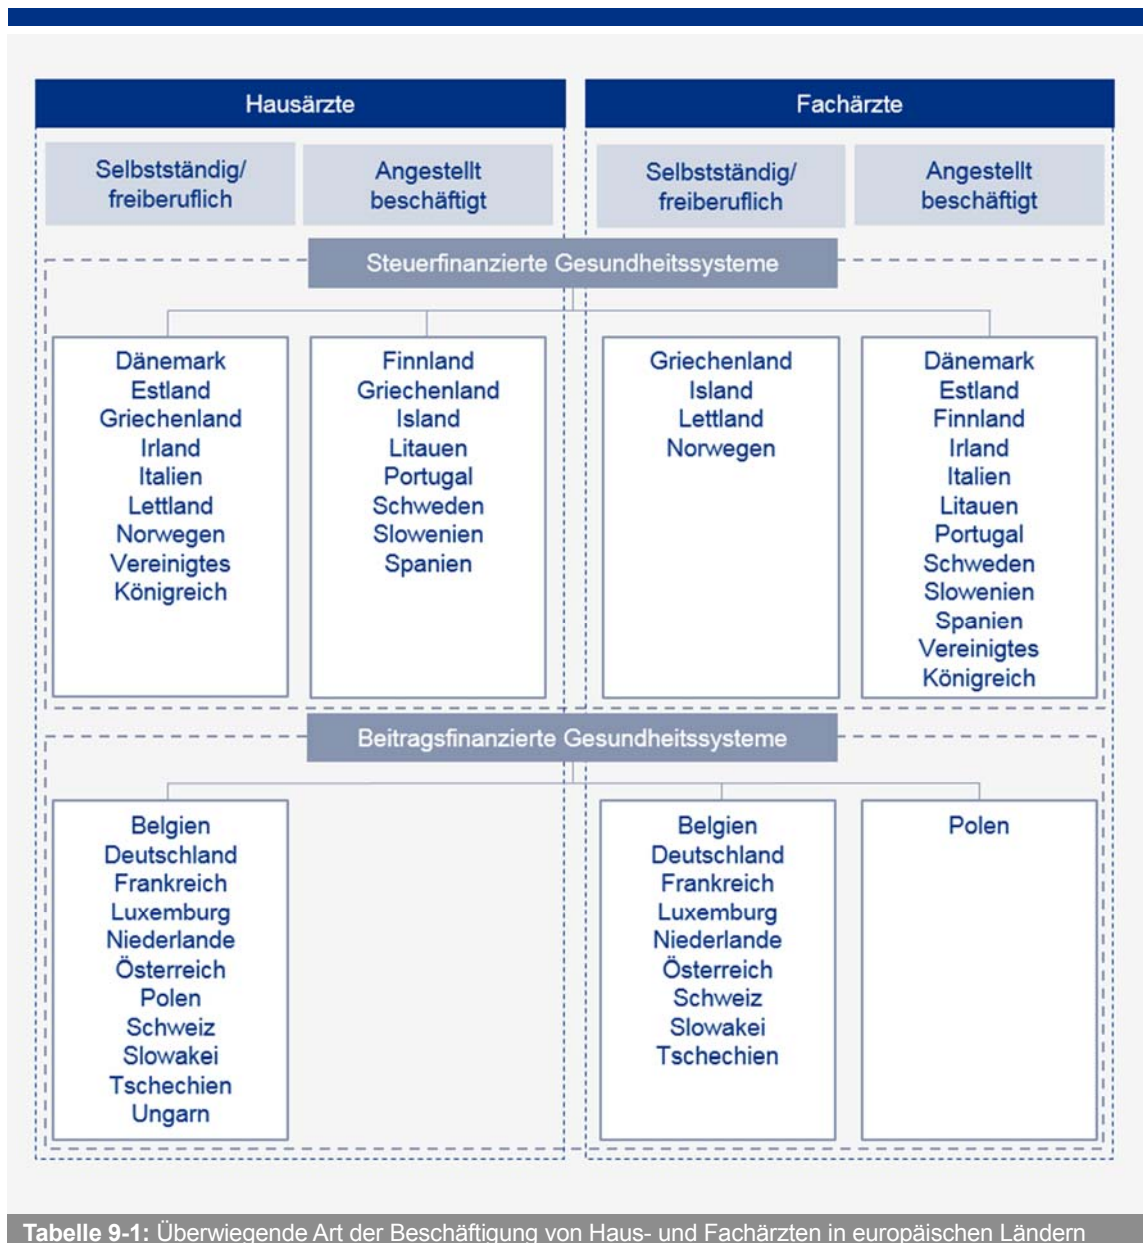 Hausärzte
Fachärzte
Selbstständig/
freiberuflich
Angestellt
beschäftigt
Selbstständig/
freiberuflich
Angestellt
beschäftigt
Steuerfinanzierte Gesundheitssysteme
Dänemark
Estland
Griechenland
Irland
Italien
Lettland
Norwegen
Vereinigtes
Königreich
Finnland
Griechenland
Island
Litauen
Portugal
Schweden
Slowenien
Spanien
Griechenland
Island
Lettland
Norwegen
Dänemark
Estland
Finnland
Irland
Italien
Litauen
Portugal
Schweden
Slowenien
Spanien
Vereinigtes
Königreich
Beitragsfinanzierte Gesundheitssysteme
Belgien
Deutschland
Frankreich
Luxemburg
Niederlande
Österreich
Polen
Schweiz
Slowakei
Tschechien
Ungarn
Belgien
Deutschland
Frankreich
Luxemburg
Niederlande
Österreich
Schweiz
Slowakei
Tschechien
Polen
Tabelle 9-1: Überwiegende Art der Beschäftigung von Haus- und Fachärzten in europäischen Ländern